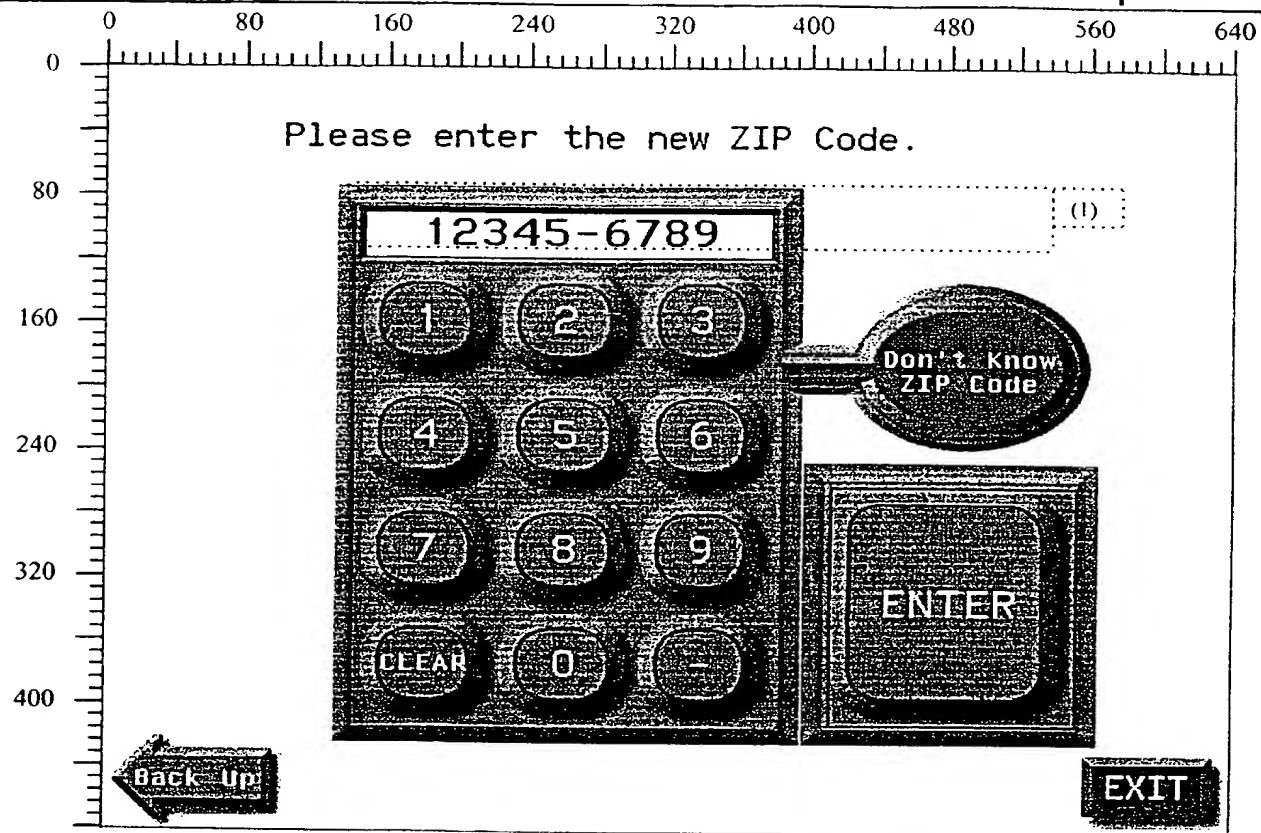 0 80 160 240 320 400 480 560 640
0
Please enter the new ZIP Code.
80
(1)
12345-6789
1 2 3
160
Don't Know
ZIP Code
4 5 6
240
7 8 9
320
ENTER
CLEAR 0 -
400
Back Up
EXIT